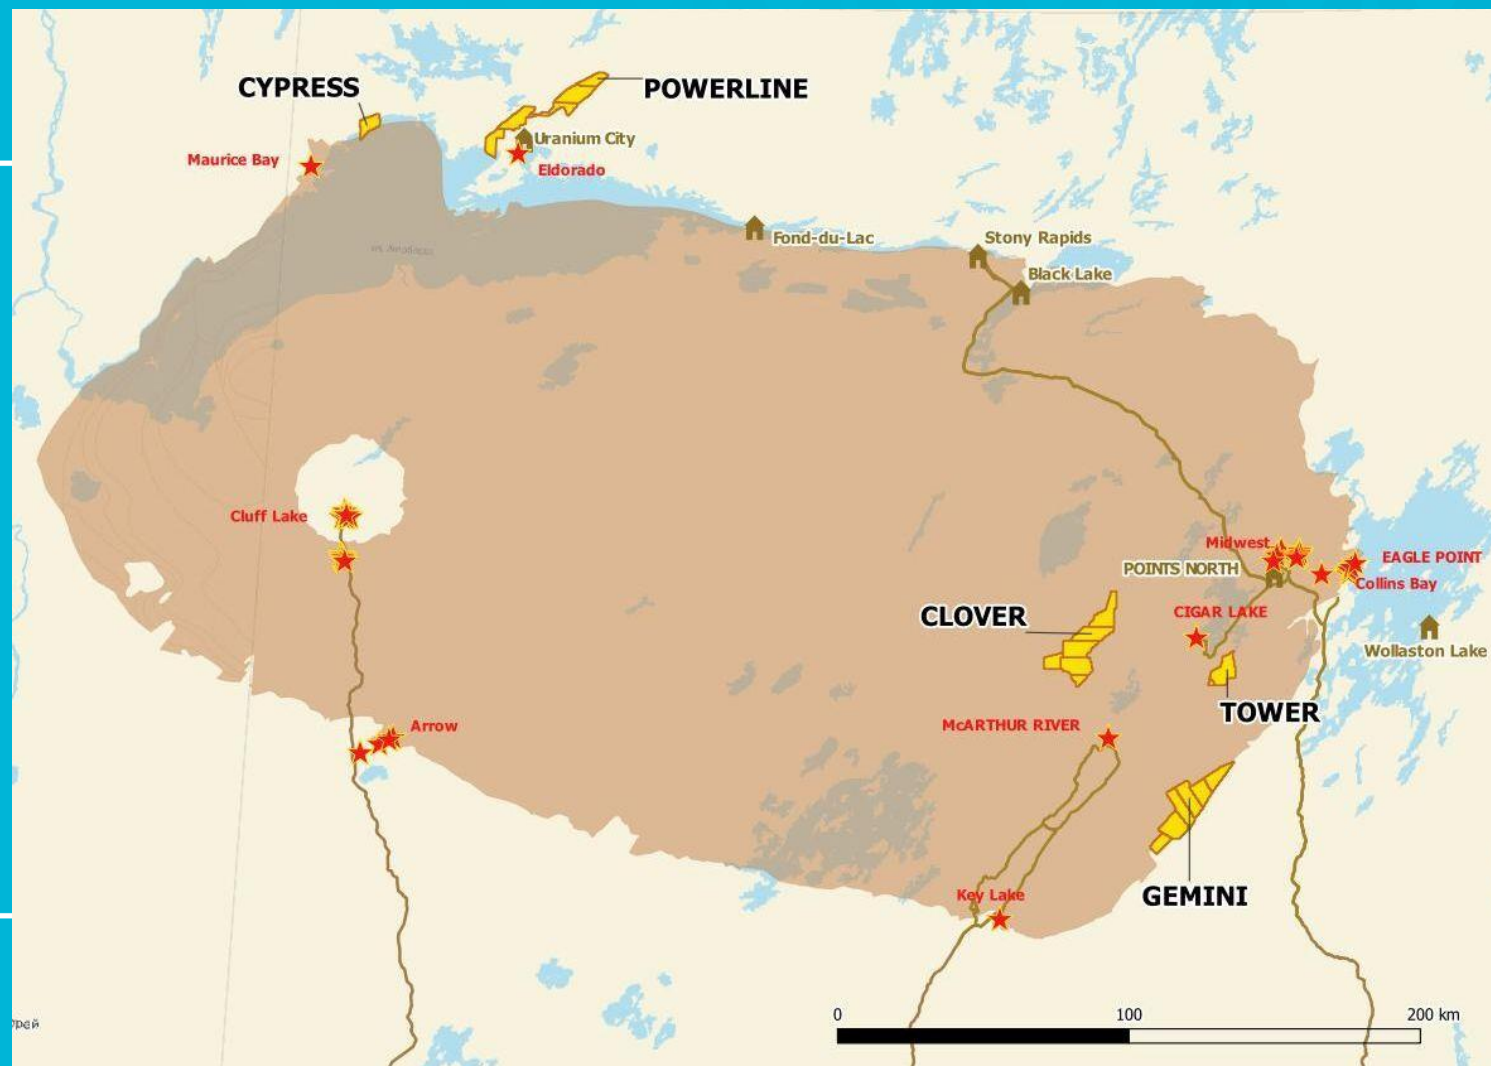 CYPRESS
POWERLINE
Uranium City
Maurice Bay
Eldorado
Fond-du-Lac
Stony Rapids
Black Lake
Cluff Lake
Midwest
EAGLE POINT
POINTS NORTH
Collins Bay
CLOVER
CIGAR LAKE
Wollaston Lake
TOWER
Arrow
McARTHUR RIVER
Key Lake
GEMINI
0 100 200 km